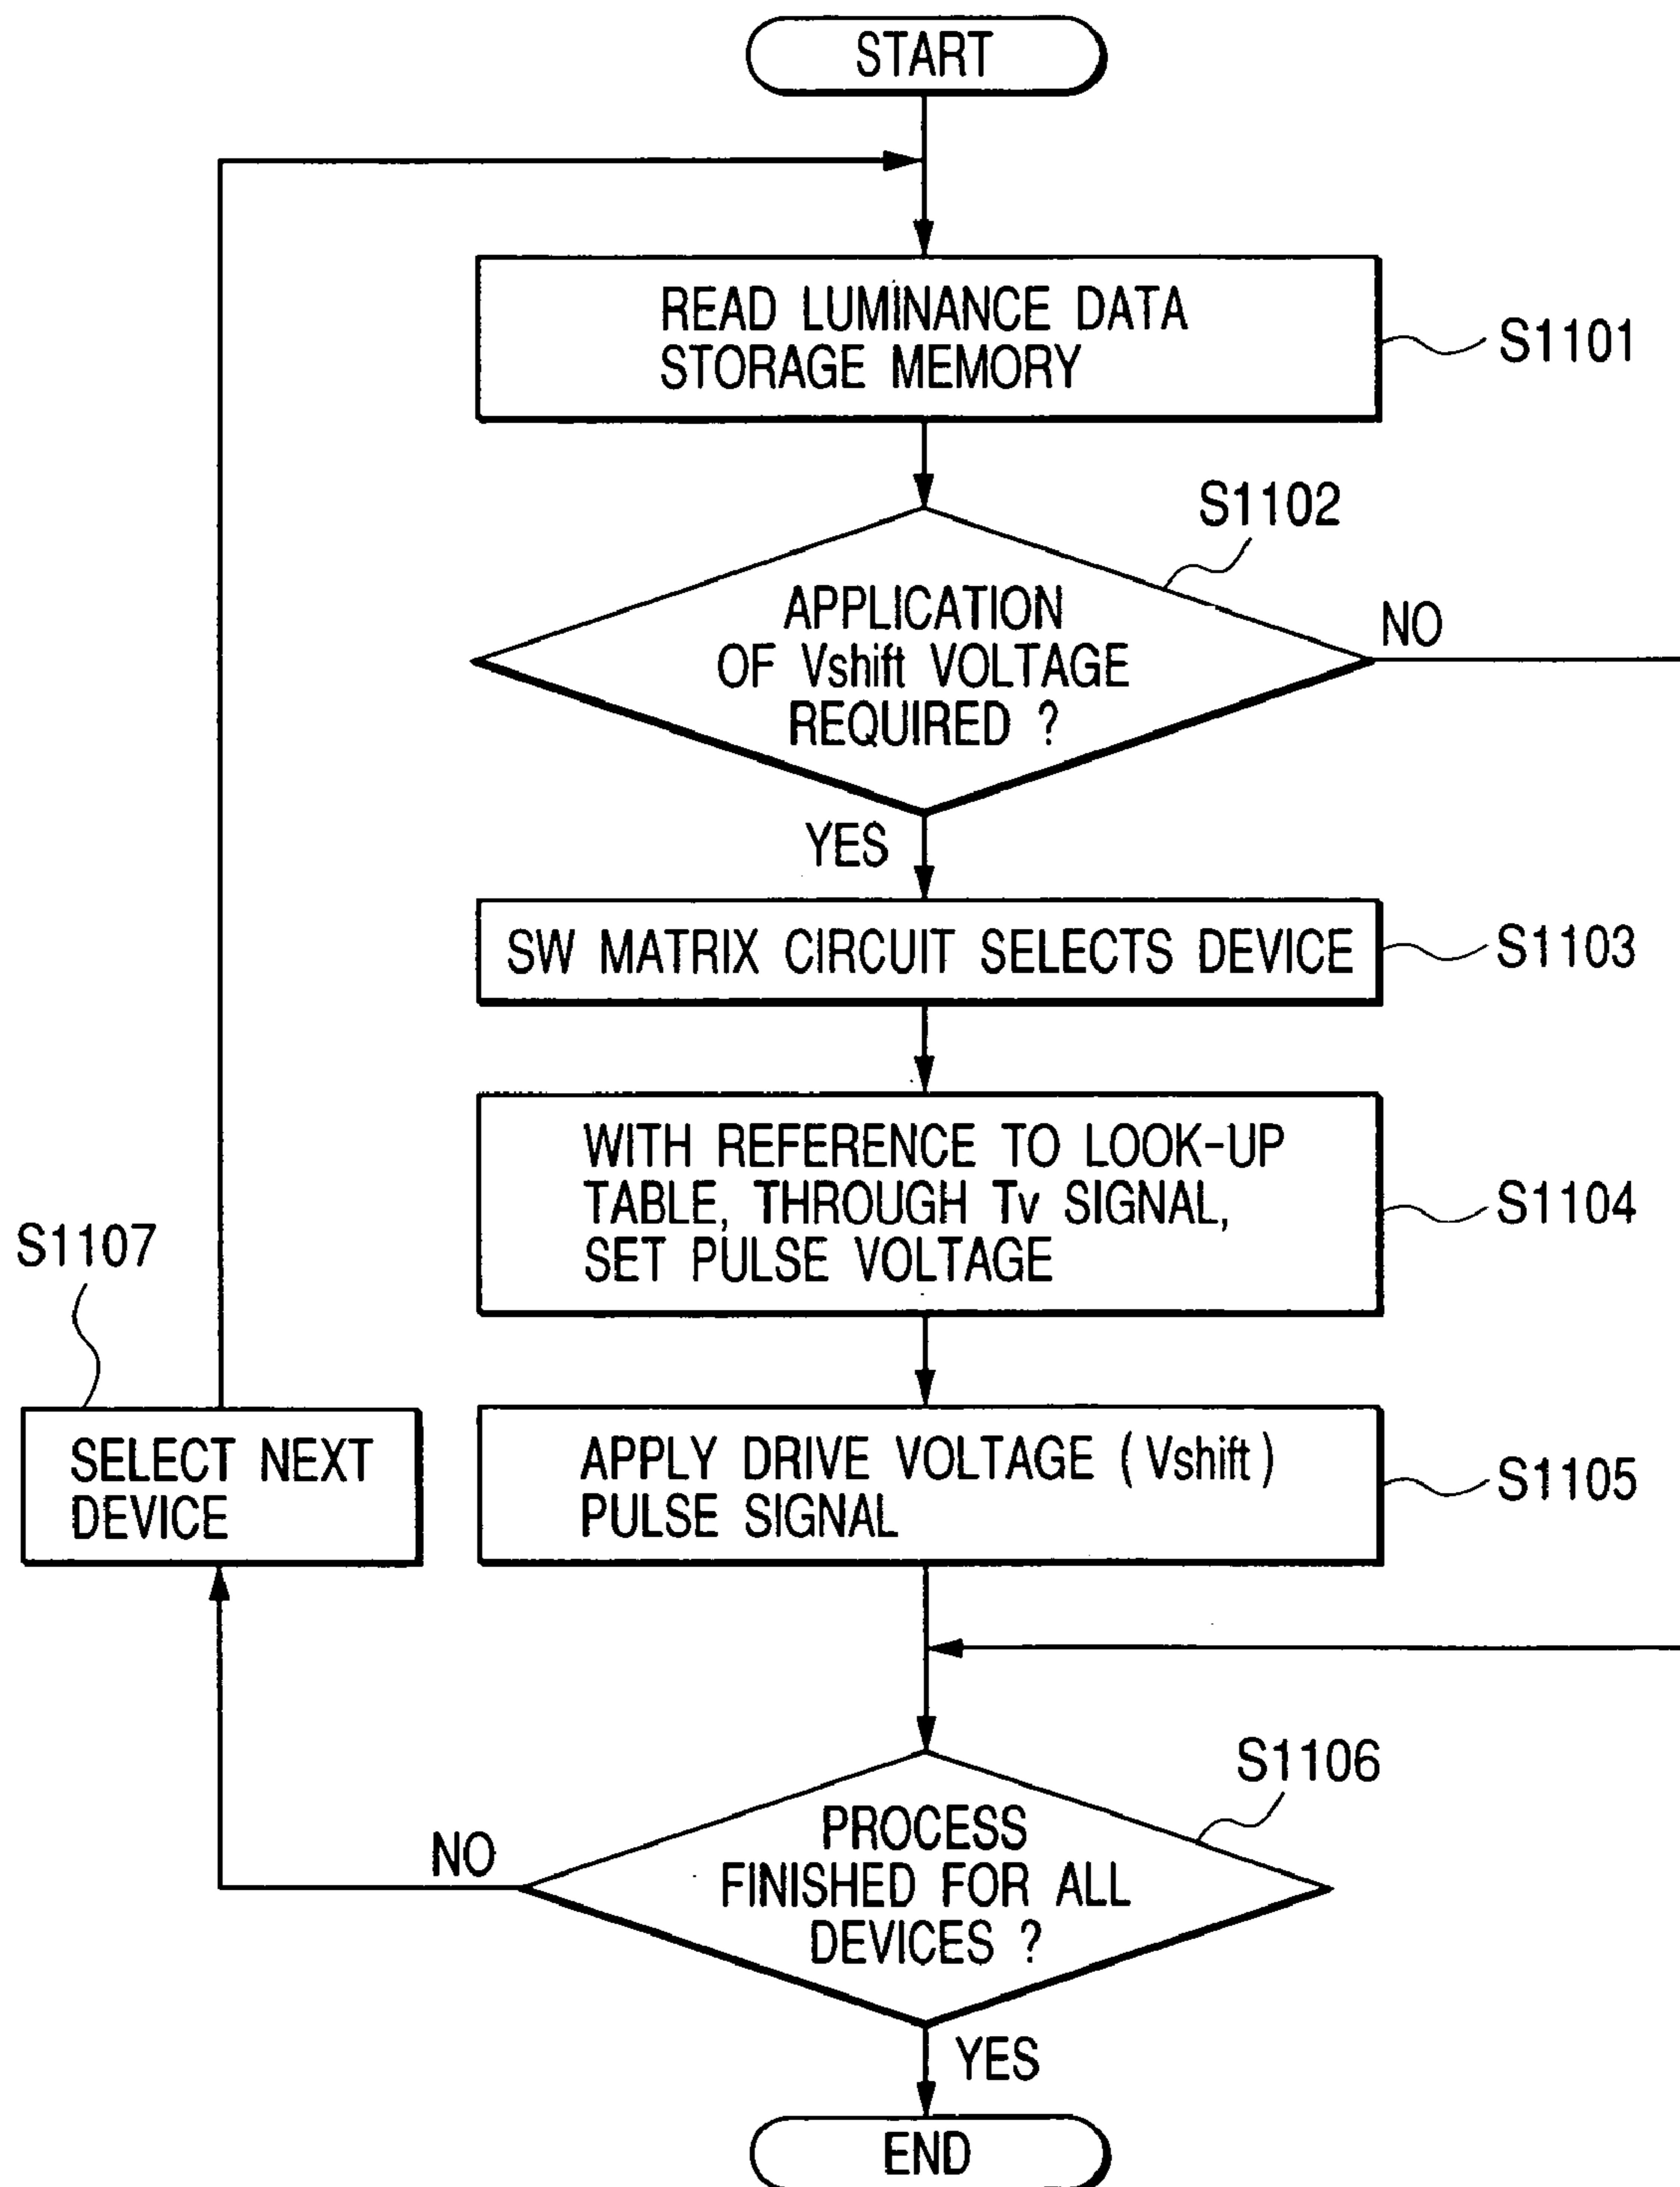 START
READ LUMINANCE DATA
STORAGE MEMORY
S1101
S1102
APPLICATION
OF Vshift VOLTAGE
REQUIRED ?
NO
YES
SW MATRIX CIRCUIT SELECTS DEVICE
S1103
WITH REFERENCE TO LOOK-UP
TABLE, THROUGH Tv SIGNAL,
SET PULSE VOLTAGE
S1104
S1107
SELECT NEXT
DEVICE
APPLY DRIVE VOLTAGE (Vshift)
PULSE SIGNAL
S1105
S1106
PROCESS
FINISHED FOR ALL
DEVICES ?
NO
YES
END